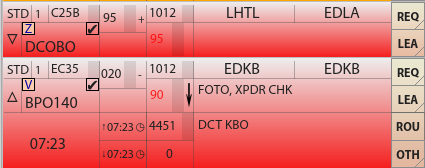 STD 1 C25B 95 + 1012 LHTL EDLA REQ
▽ Z ✔ DCOBO 95 LEA
STD 1 EC35 020 - 1012 EDKB EDKB REQ
△ V ✔ BPO140 90 ↓ FOTO, XPDR CHK LEA
07:23 ↑07:23 4451 DCT KBO ROU
↓07:23 0 OTH